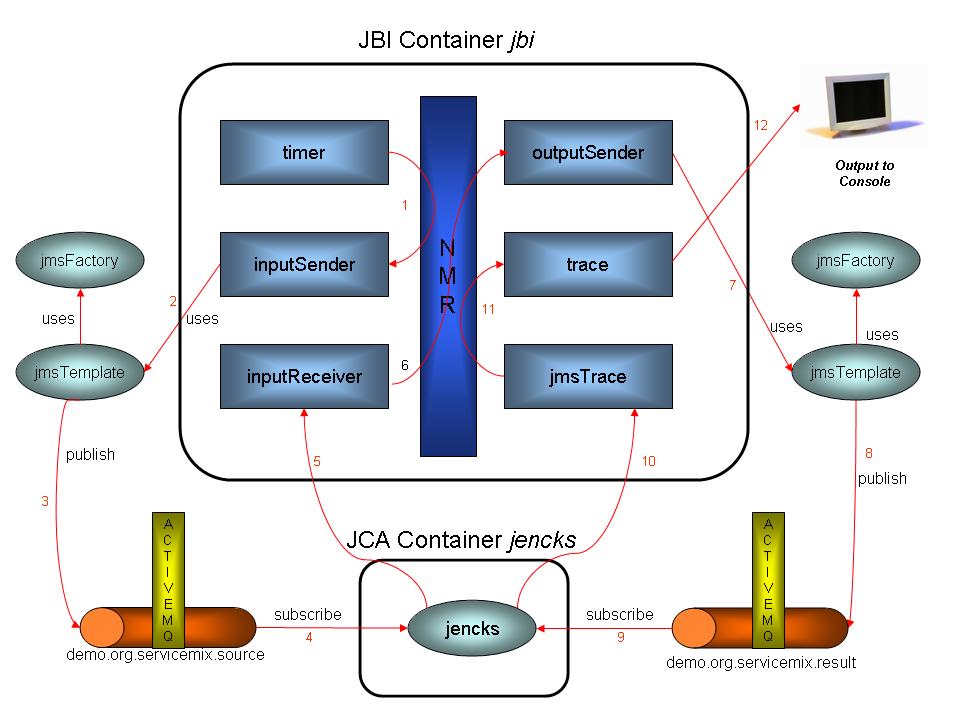 JBI Container jbi
timer
outputSender
12
Output to
Console
1
N
M
R
jmsFactory
inputSender
trace
jmsFactory
2
uses
uses
11
7
uses
uses
jmsTemplate
inputReceiver
6
jmsTrace
jmsTemplate
publish
3
5
10
8
publish
JCA Container jencks
A
C
T
I
V
E
M
Q
A
C
T
I
V
E
M
Q
subscribe
4
jencks
subscribe
9
demo.org.servicemix.source
demo.org.servicemix.result